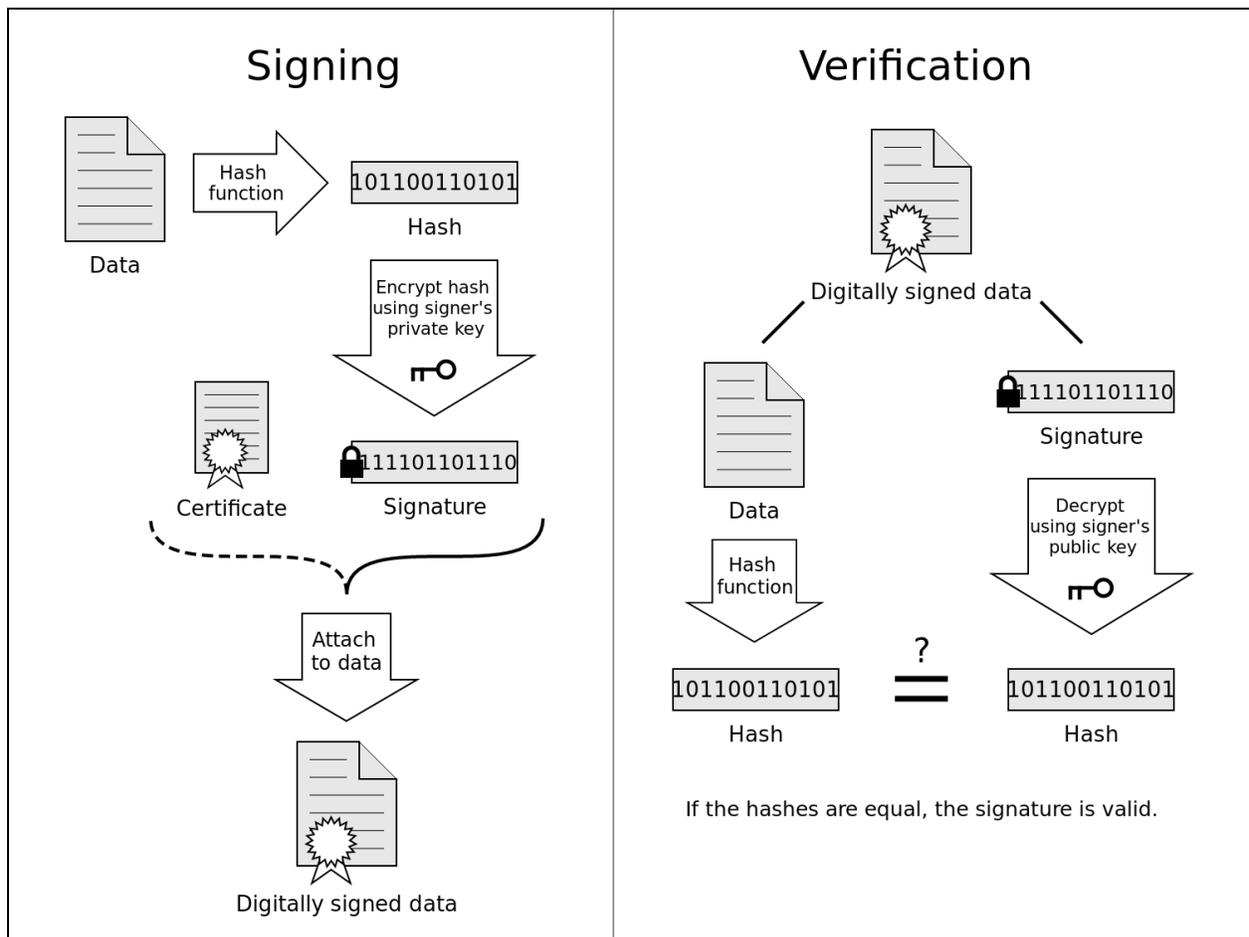 Signing
Data
Hash
function
101100110101
Hash
Encrypt hash
using signer's
private key
Certificate
111101101110
Signature
Attach
to data
Digitally signed data
Verification
Digitally signed data
Data
111101101110
Signature
Hash
function
Decrypt
using signer's
public key
101100110101
Hash
?
=
101100110101
Hash
If the hashes are equal, the signature is valid.